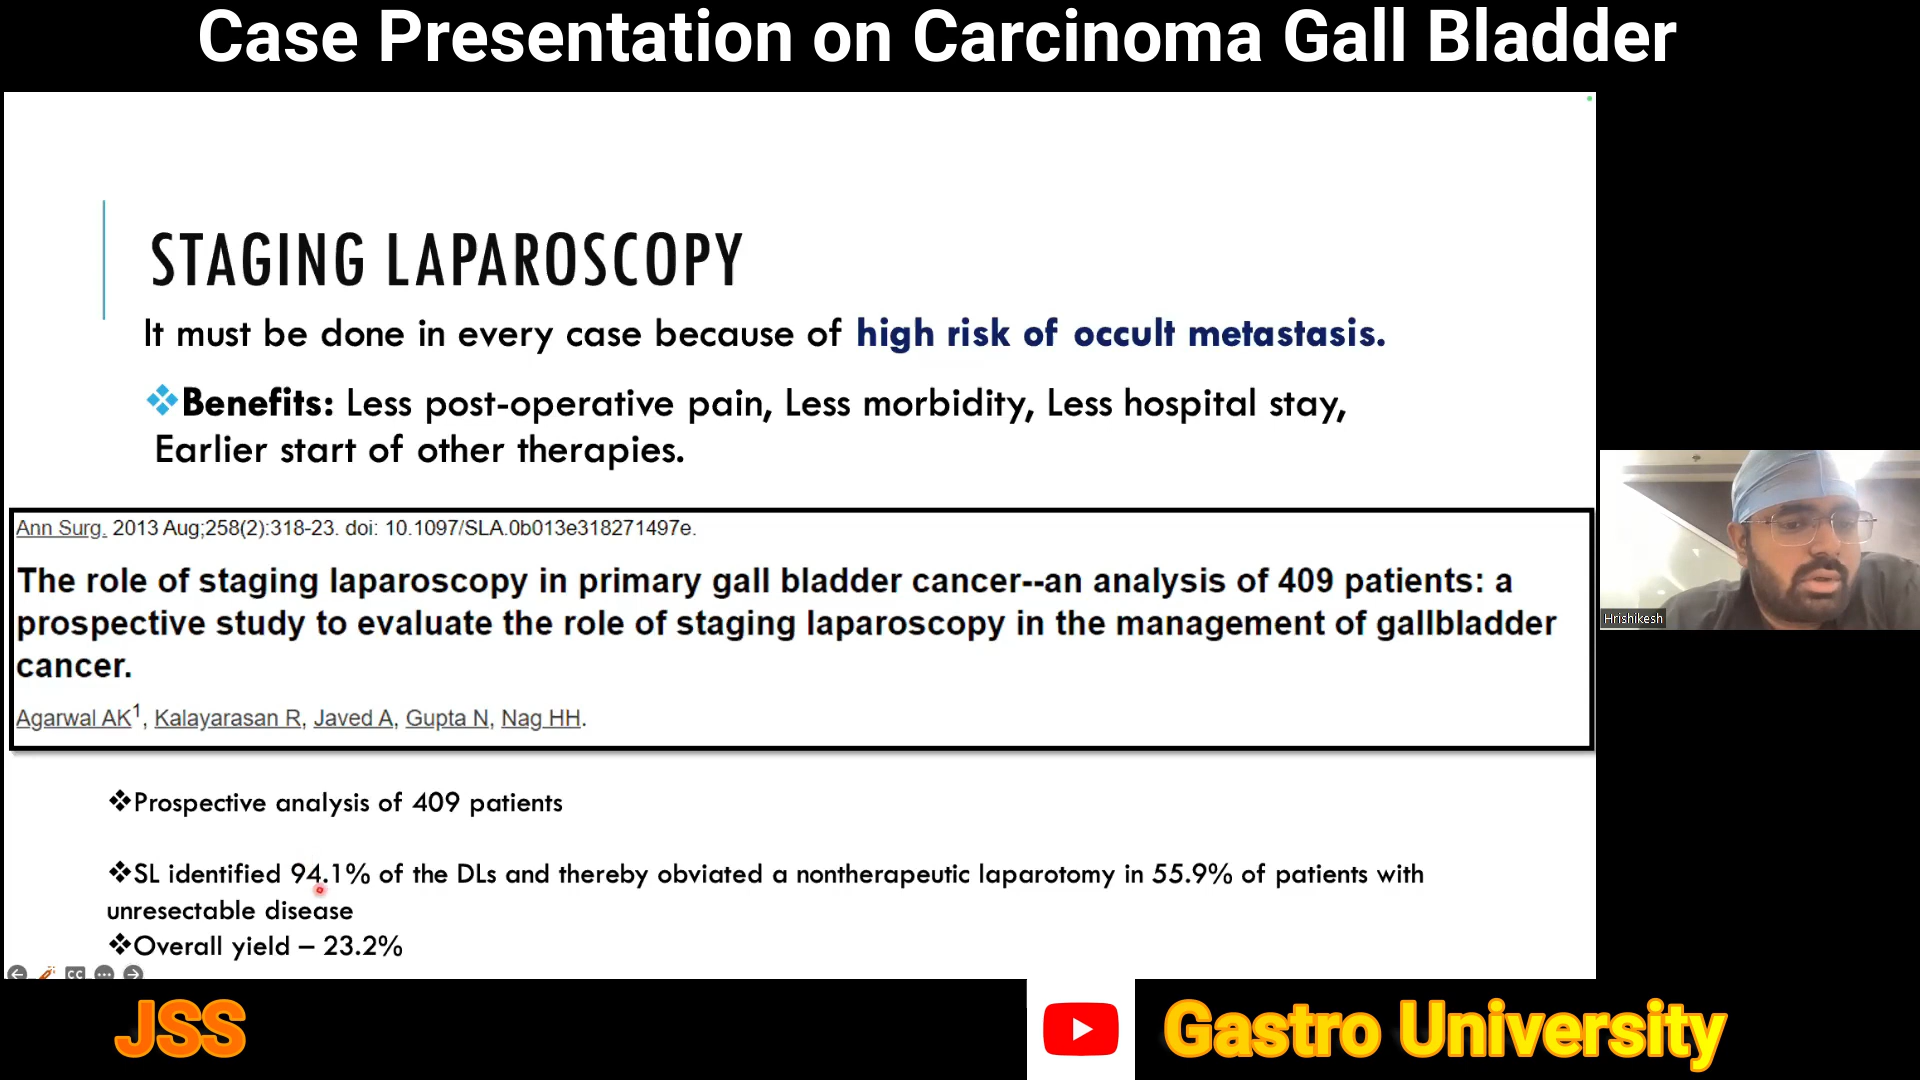 Case Presentation on Carcinoma Gall Bladder
STAGING LAPAROSCOPY
It must be done in every case because of high risk of occult metastasis.
❖Benefits: Less post-operative pain, Less morbidity, Less hospital stay,
Earlier start of other therapies.
Ann Surg. 2013 Aug;258(2):318-23. doi: 10.1097/SLA.0b013e318271497e.
The role of staging laparoscopy in primary gall bladder cancer--an analysis of 409 patients: a
prospective study to evaluate the role of staging laparoscopy in the management of gallbladder
cancer.
Agarwal AK1, Kalayarasan R, Javed A, Gupta N, Nag HH.
Hrishikesh
❖Prospective analysis of 409 patients
❖SL identified 94.1% of the DLs and thereby obviated a nontherapeutic laparotomy in 55.9% of patients with
unresectable disease
❖Overall yield – 23.2%
CC
JSS
Gastro University